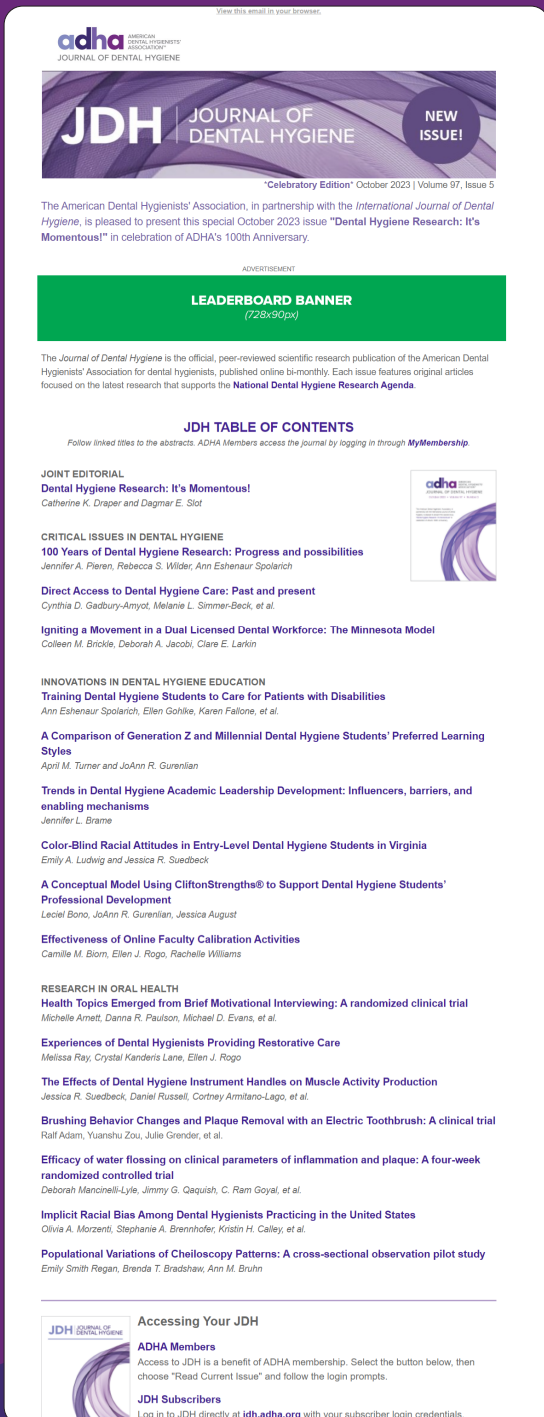 View this email in your browser.
adha AMERICAN
DENTAL HYGIENISTS'
ASSOCIATION™
JOURNAL OF DENTAL HYGIENE
JDH JOURNAL OF
DENTAL HYGIENE
NEW
ISSUE!
*Celebratory Edition* October 2023 | Volume 97, Issue 5
The American Dental Hygienists' Association, in partnership with the International Journal of Dental
Hygiene, is pleased to present this special October 2023 issue "Dental Hygiene Research: It's
Momentous!" in celebration of ADHA's 100th Anniversary.
ADVERTISEMENT
LEADERBOARD BANNER
(728x90px)
The Journal of Dental Hygiene is the official, peer-reviewed scientific research publication of the American Dental
Hygienists' Association for dental hygienists, published online bi-monthly. Each issue features original articles
focused on the latest research that supports the National Dental Hygiene Research Agenda.
JDH TABLE OF CONTENTS
Follow linked titles to the abstracts. ADHA Members access the journal by logging in through MyMembership.
JOINT EDITORIAL
Dental Hygiene Research: It's Momentous!
Catherine K. Draper and Dagmar E. Slot
adha
JOURNAL OF DENTAL HYGIENE
CRITICAL ISSUES IN DENTAL HYGIENE
100 Years of Dental Hygiene Research: Progress and possibilities
Jennifer A. Pieren, Rebecca S. Wilder, Ann Eshenaur Spolarich
Direct Access to Dental Hygiene Care: Past and present
Cynthia D. Gadbury-Amyot, Melanie L. Simmer-Beck, et al.
Igniting a Movement in a Dual Licensed Dental Workforce: The Minnesota Model
Colleen M. Brickle, Deborah A. Jacobi, Clare E. Larkin
INNOVATIONS IN DENTAL HYGIENE EDUCATION
Training Dental Hygiene Students to Care for Patients with Disabilities
Ann Eshenaur Spolarich, Ellen Gohlke, Karen Fallone, et al.
A Comparison of Generation Z and Millennial Dental Hygiene Students' Preferred Learning
Styles
April M. Turner and JoAnn R. Gurenlian
Trends in Dental Hygiene Academic Leadership Development: Influencers, barriers, and
enabling mechanisms
Jennifer L. Brame
Color-Blind Racial Attitudes in Entry-Level Dental Hygiene Students in Virginia
Emily A. Ludwig and Jessica R. Suedbeck
A Conceptual Model Using CliftonStrengths® to Support Dental Hygiene Students'
Professional Development
Leciel Bono, JoAnn R. Gurenlian, Jessica August
Effectiveness of Online Faculty Calibration Activities
Camille M. Biorn, Ellen J. Rogo, Rachelle Williams
RESEARCH IN ORAL HEALTH
Health Topics Emerged from Brief Motivational Interviewing: A randomized clinical trial
Michelle Arnett, Danna R. Paulson, Michael D. Evans, et al.
Experiences of Dental Hygienists Providing Restorative Care
Melissa Ray, Crystal Kanderis Lane, Ellen J. Rogo
The Effects of Dental Hygiene Instrument Handles on Muscle Activity Production
Jessica R. Suedbeck, Daniel Russell, Cortney Armitano-Lago, et al.
Brushing Behavior Changes and Plaque Removal with an Electric Toothbrush: A clinical trial
Ralf Adam, Yuanshu Zou, Julie Grender, et al.
Efficacy of water flossing on clinical parameters of inflammation and plaque: A four-week
randomized controlled trial
Deborah Mancinelli-Lyle, Jimmy G. Qaquish, C. Ram Goyal, et al.
Implicit Racial Bias Among Dental Hygienists Practicing in the United States
Olivia A. Morzenti, Stephanie A. Brennhofer, Kristin H. Calley, et al.
Populational Variations of Cheiloscopy Patterns: A cross-sectional observation pilot study
Emily Smith Regan, Brenda T. Bradshaw, Ann M. Bruhn
JDH JOURNAL OF
DENTAL HYGIENE
Accessing Your JDH
ADHA Members
Access to JDH is a benefit of ADHA membership. Select the button below, then
choose "Read Current Issue" and follow the login prompts.
JDH Subscribers
Log in to JDH directly at jdh.adha.org with your subscriber login credentials.